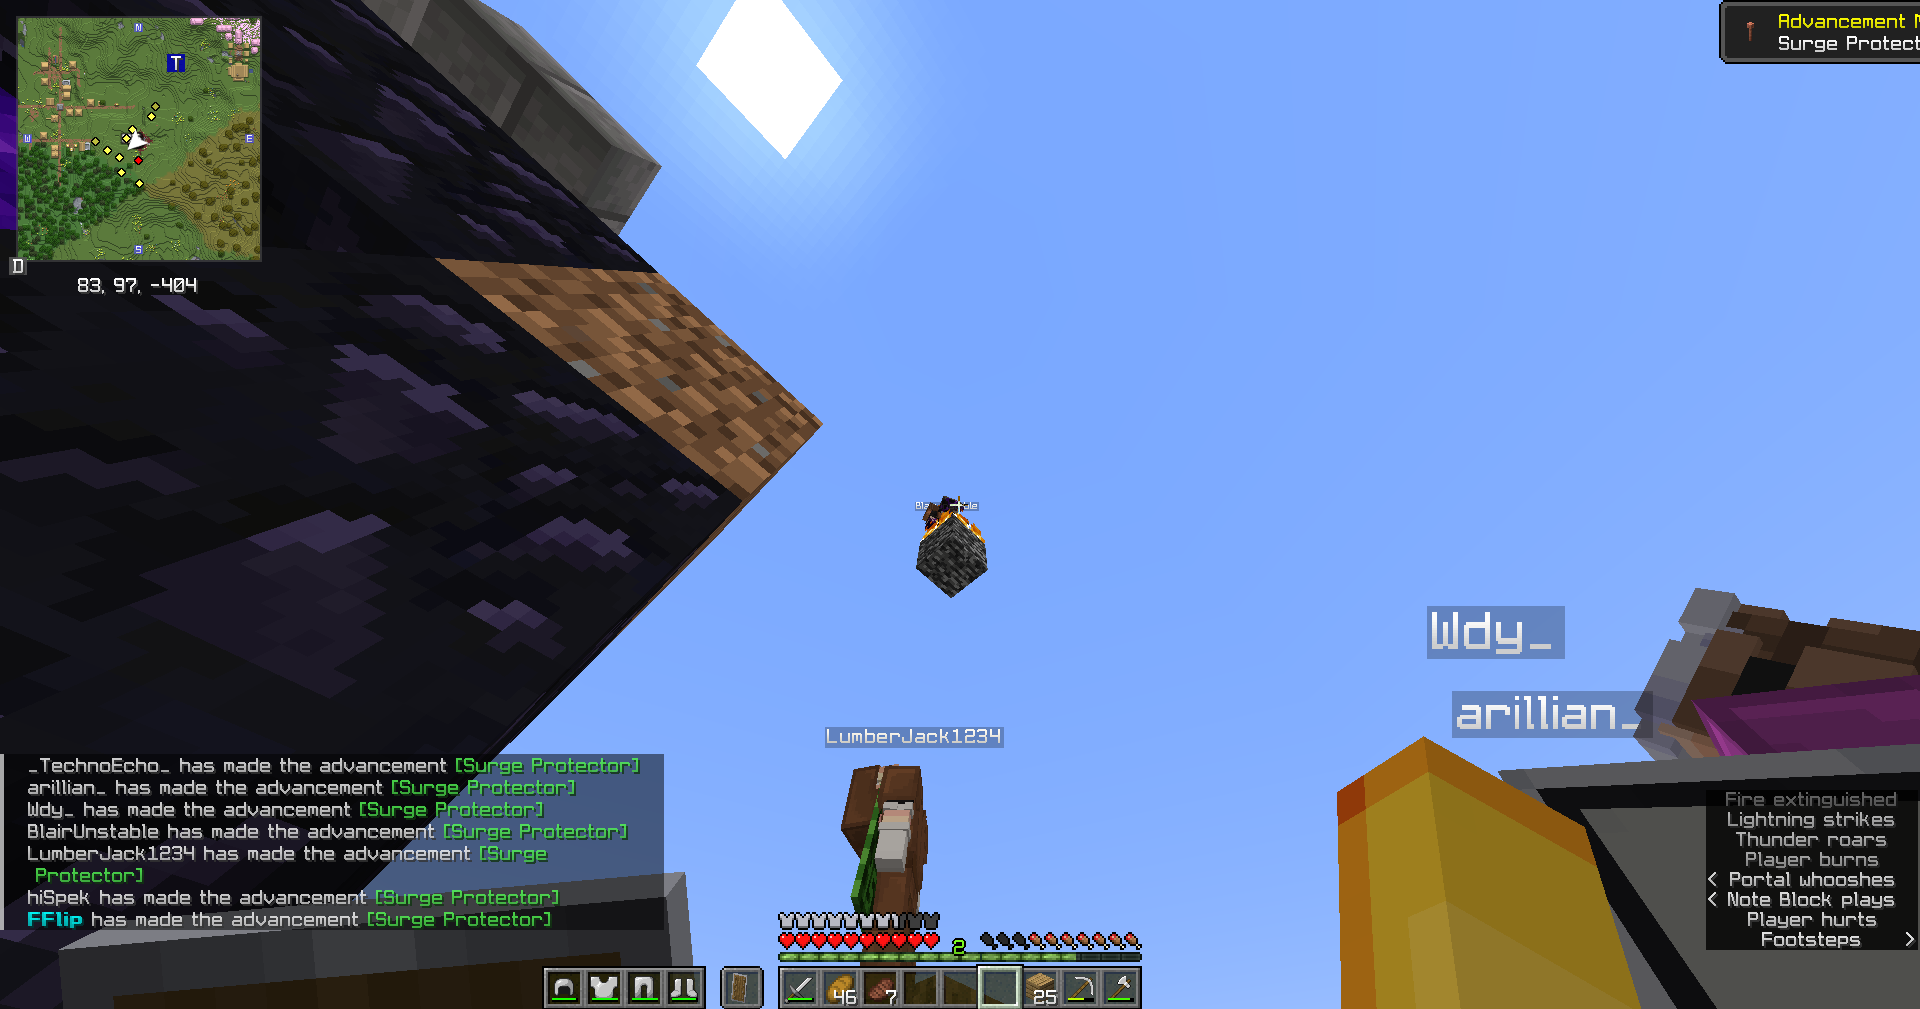 N
T
W
E
S
D
83, 97, -404
Advancement
Surge Protect
Wdy_
arillian_
LumberJack1234
_TechnoEcho_ has made the advancement [Surge Protector]
arillian_ has made the advancement [Surge Protector]
Wdy_ has made the advancement [Surge Protector]
BlairUnstable has made the advancement [Surge Protector]
LumberJack1234 has made the advancement [Surge
Protector]
hiSpek has made the advancement [Surge Protector]
FFlip has made the advancement [Surge Protector]
Fire extinguished
Lightning strikes
Thunder roars
Player burns
< Portal whooshes
< Note Block plays
Player hurts
Footsteps >
2
46
7
25